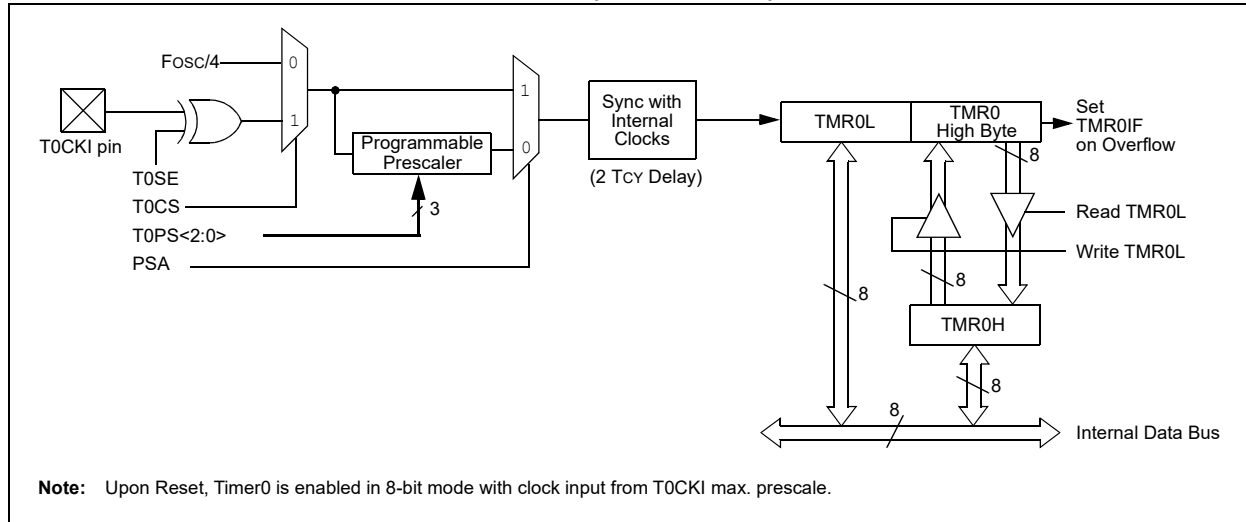 FOSC/4
0
1
T0CKI pin
T0SE
T0CS
T0PS<2:0>
PSA
Programmable
Prescaler
3
1
0
Sync with
Internal
Clocks
(2 TCY Delay)
TMR0L
TMR0
High Byte
Set
TMR0IF
on Overflow
8
Read TMR0L
Write TMR0L
8
8
TMR0H
8
8
Internal Data Bus
Note: Upon Reset, Timer0 is enabled in 8-bit mode with clock input from T0CKI max. prescale.